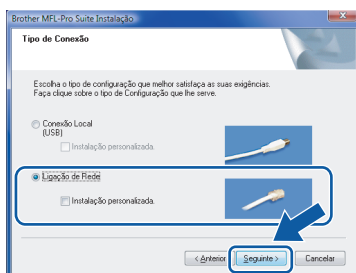 Brother MFL-Pro Suite Instalação
Tipo de Conexão
Escolha o tipo de configuração que melhor satisfaça as suas exigências.
Faça clique sobre o tipo de Configuração que lhe serve.
Conexão Local
(USB)
Instalação personalizada.
Ligação de Rede
Instalação personalizada.
< Anterior
Seguinte >
Cancelar